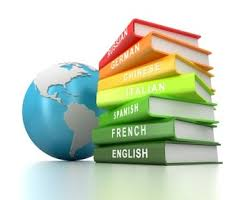 RUSSIAN
GERMAN
CHINESE
ITALIAN
SPANISH
FRENCH
ENGLISH